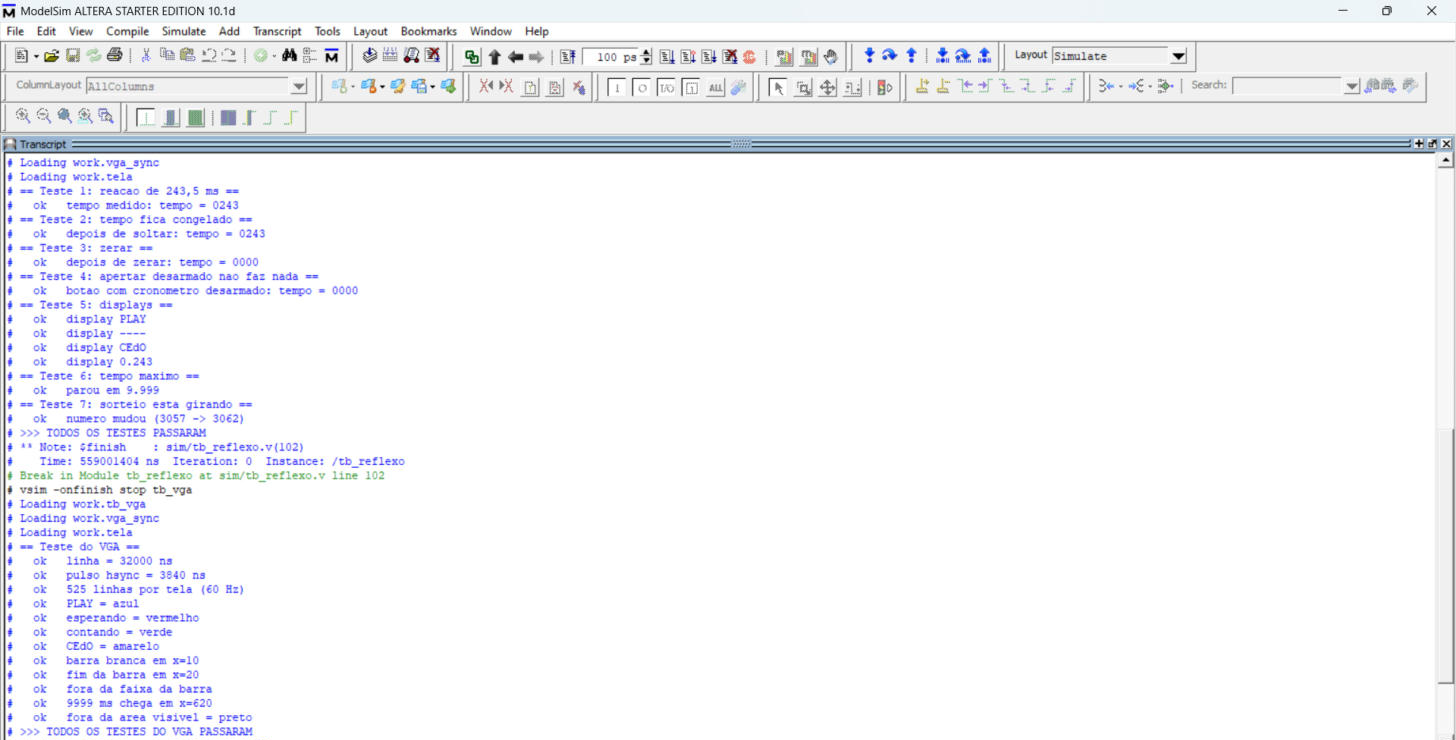 ModelSim ALTERA STARTER EDITION 10.1d
File Edit View Compile Simulate Add Transcript Tools Layout Bookmarks Window Help
100 ps
Layout Simulate
ColumnLayout AllColumns
ALL
Search:
Transcript
# Loading work.vga_sync
# Loading work.tela
# == Teste 1: reacao de 243,5 ms ==
#   ok   tempo medido: tempo = 0243
# == Teste 2: tempo fica congelado ==
#   ok   depois de soltar: tempo = 0243
# == Teste 3: zerar ==
#   ok   depois de zerar: tempo = 0000
# == Teste 4: apertar desarmado nao faz nada ==
#   ok   botao com cronometro desarmado: tempo = 0000
# == Teste 5: displays ==
#   ok   display PLAY
#   ok   display ----
#   ok   display CEdO
#   ok   display 0.243
# == Teste 6: tempo maximo ==
#   ok   parou em 9.999
# == Teste 7: sorteio esta girando ==
#   ok   numero mudou (3057 -> 3062)
# >>> TODOS OS TESTES PASSARAM
# ** Note: $finish    : sim/tb_reflexo.v(102)
#    Time: 559001404 ns  Iteration: 0  Instance: /tb_reflexo
# Break in Module tb_reflexo at sim/tb_reflexo.v line 102
# vsim -onfinish stop tb_vga
# Loading work.tb_vga
# Loading work.vga_sync
# Loading work.tela
# == Teste do VGA ==
#   ok   linha = 32000 ns
#   ok   pulso hsync = 3840 ns
#   ok   525 linhas por tela (60 Hz)
#   ok   PLAY = azul
#   ok   esperando = vermelho
#   ok   contando = verde
#   ok   CEdO = amarelo
#   ok   barra branca em x=10
#   ok   fim da barra em x=20
#   ok   fora da faixa da barra
#   ok   9999 ms chega em x=620
#   ok   fora da area visivel = preto
# >>> TODOS OS TESTES DO VGA PASSARAM